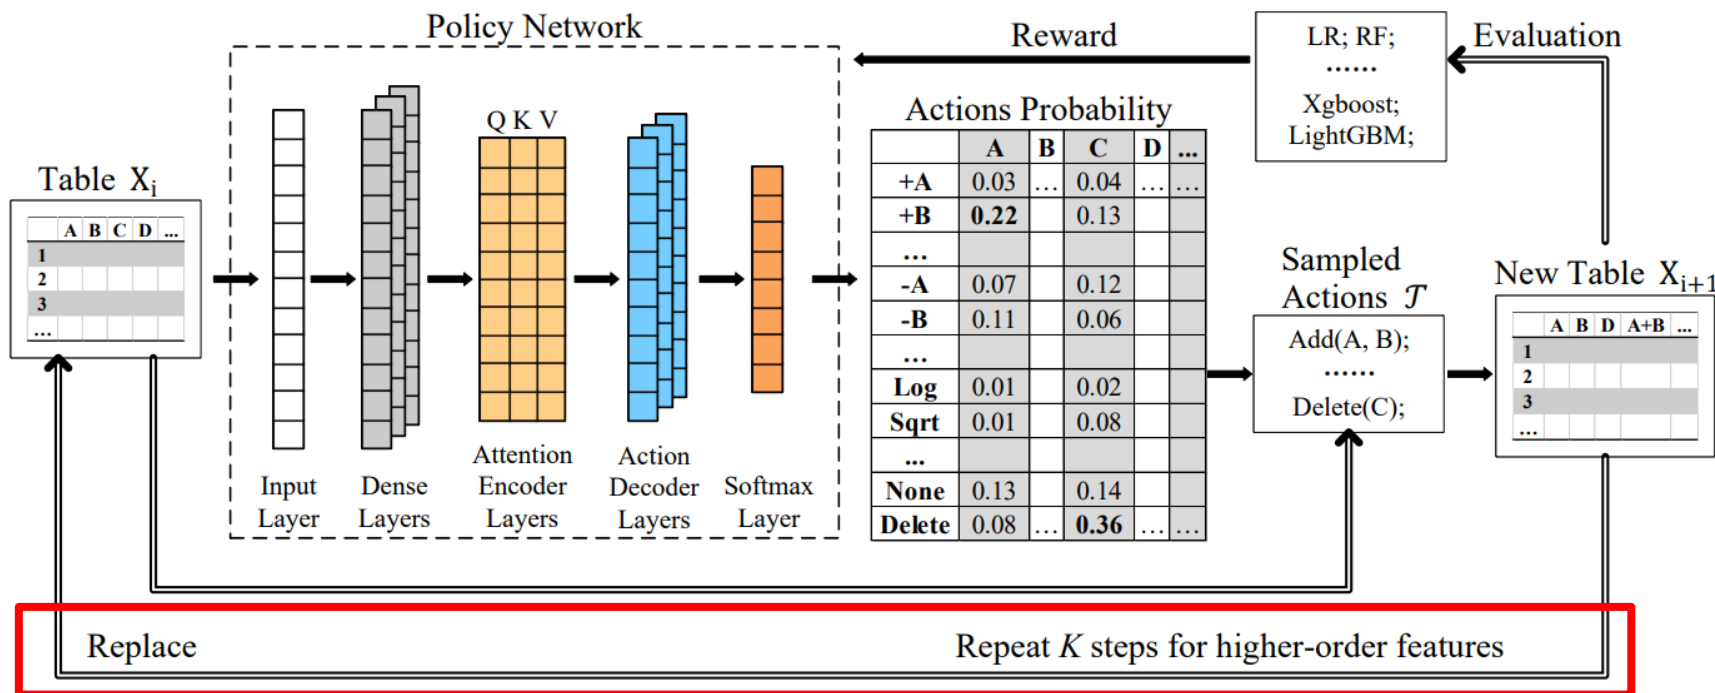 Policy Network
Reward
LR; RF;
......
Xgboost;
LightGBM;
Evaluation
Table Xi
A B C D ...
1
2
3
...
Q K V
Input
Layer
Dense
Layers
Attention
Encoder
Layers
Action
Decoder
Layers
Softmax
Layer
Actions Probability
A B C D ...
+A 0.03 ... 0.04 ... ...
+B 0.22 0.13
...
-A 0.07 0.12
-B 0.11 0.06
...
Log 0.01 0.02
Sqrt 0.01 0.08
...
None 0.13 0.14
Delete 0.08 ... 0.36 ... ...
Sampled
Actions 𝒯
Add(A, B);
......
Delete(C);
New Table Xi+1
A B D A+B ...
1
2
3
...
Replace
Repeat K steps for higher-order features